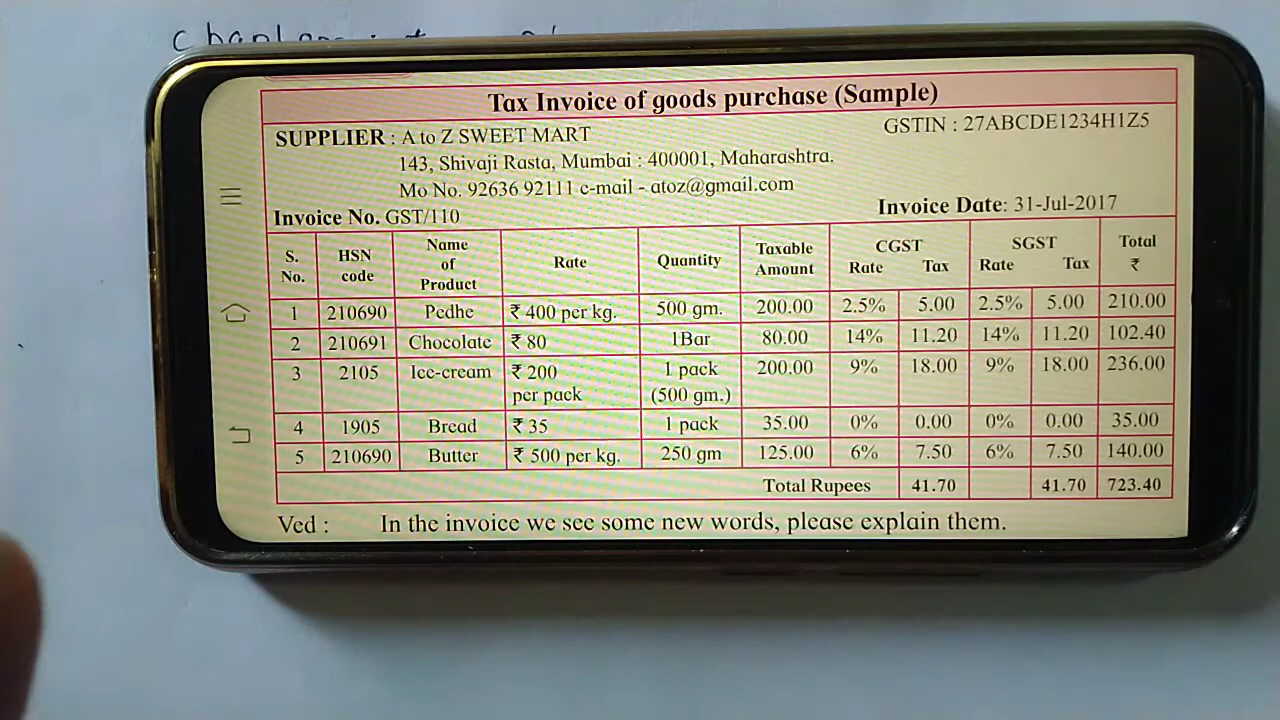 Tax Invoice of goods purchase (Sample)
SUPPLIER : A to Z SWEET MART GSTIN : 27ABCDE1234H1Z5
143, Shivaji Rasta, Mumbai : 400001, Maharashtra.
Mo No. 92636 92111 e-mail - atoz@gmail.com
Invoice No. GST/110 Invoice Date: 31-Jul-2017
S. No. HSN code Name of Product Rate Quantity Taxable Amount CGST Rate Tax SGST Rate Tax Total ₹
1 210690 Pedhe ₹ 400 per kg. 500 gm. 200.00 2.5% 5.00 2.5% 5.00 210.00
2 210691 Chocolate ₹ 80 1Bar 80.00 14% 11.20 14% 11.20 102.40
3 2105 Ice-cream ₹ 200 per pack 1 pack (500 gm.) 200.00 9% 18.00 9% 18.00 236.00
4 1905 Bread ₹ 35 1 pack 35.00 0% 0.00 0% 0.00 35.00
5 210690 Butter ₹ 500 per kg. 250 gm 125.00 6% 7.50 6% 7.50 140.00
Total Rupees 41.70 41.70 723.40
Ved : In the invoice we see some new words, please explain them.